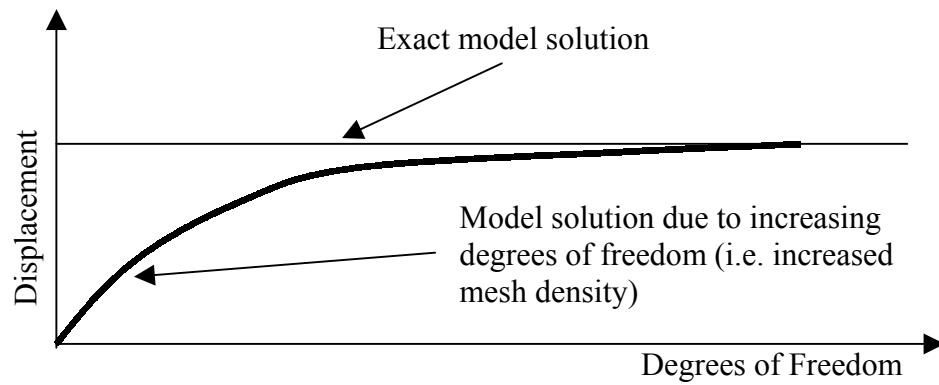 Exact model solution
Displacement
Model solution due to increasing
degrees of freedom (i.e. increased
mesh density)
Degrees of Freedom